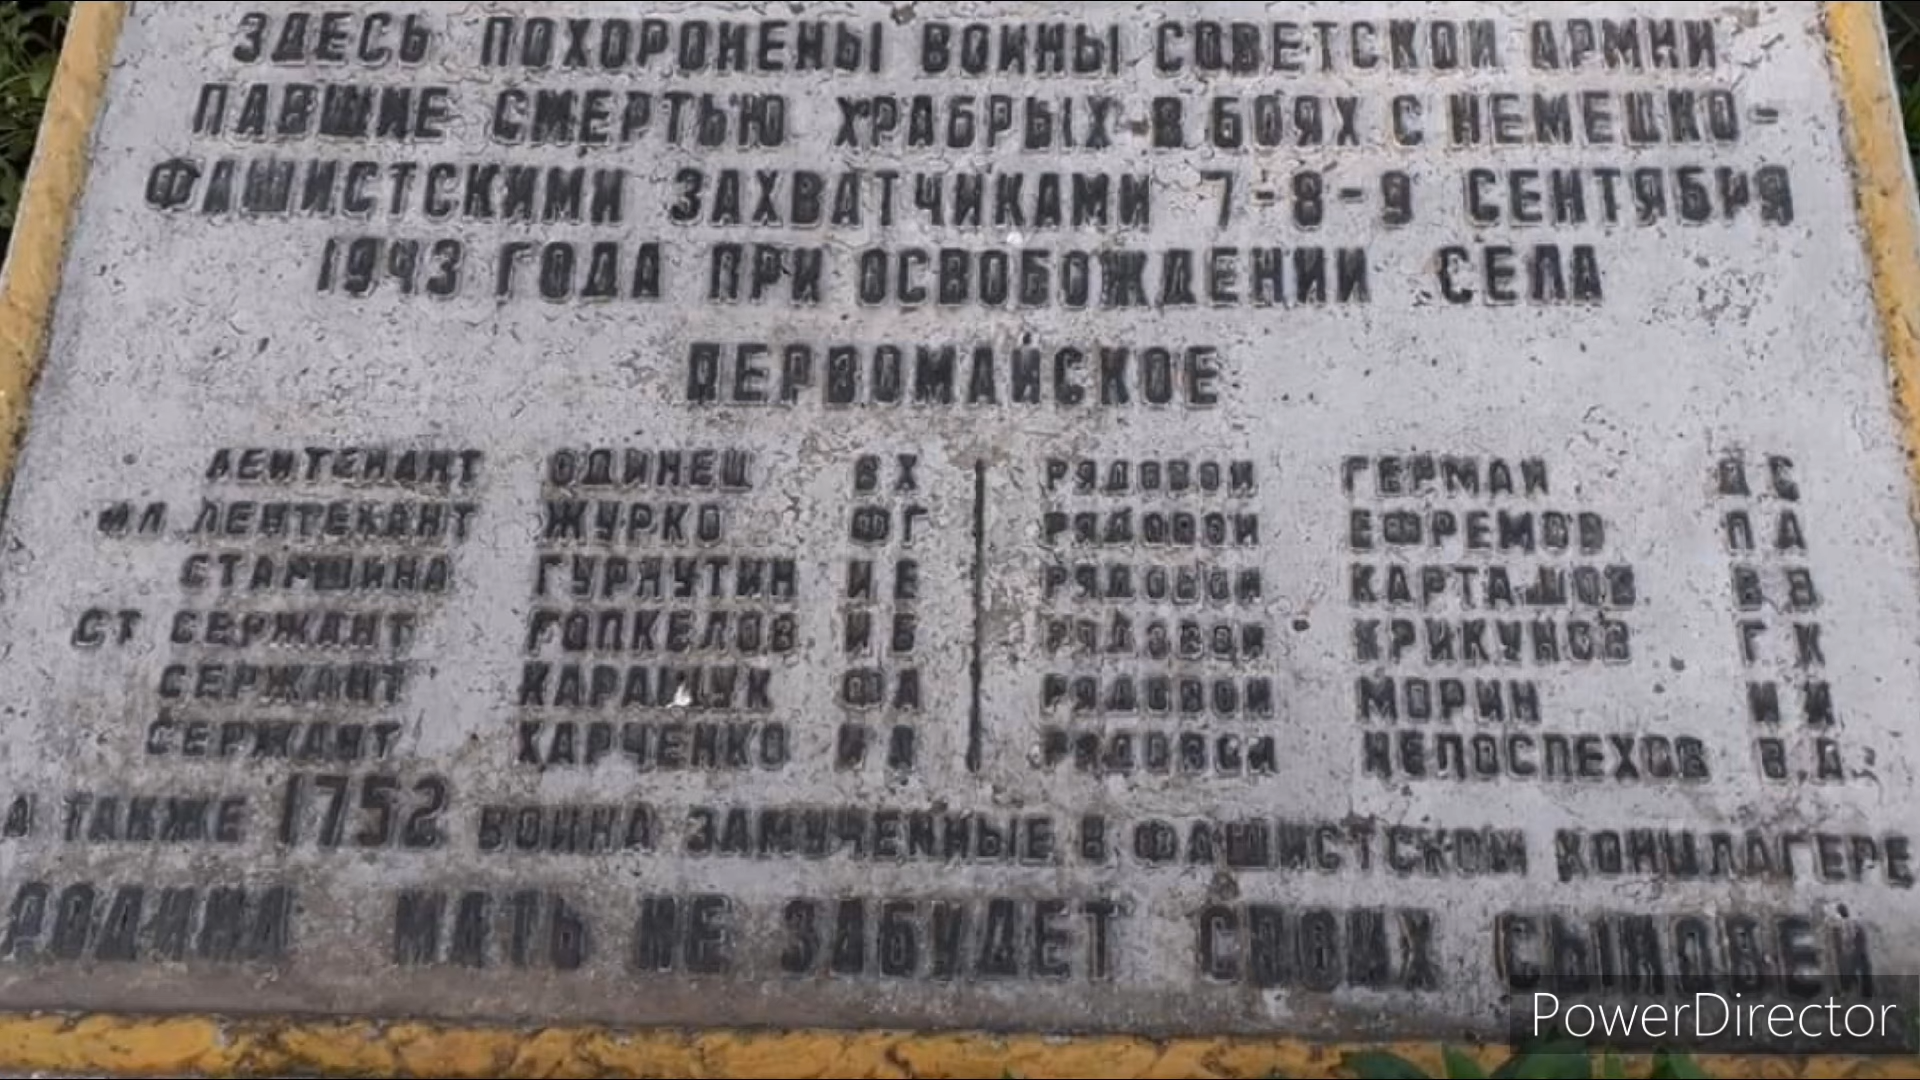 ЗДЕСЬ ПОХОРОНЕНЫ ВОИНЫ СОВЕТСКОЙ АРМИИ
ПАВШИЕ СМЕРТЬЮ ХРАБРЫХ В БОЯХ С НЕМЕЦКО-
ФАШИСТСКИМИ ЗАХВАТЧИКАМИ 7-8-9 СЕНТЯБРЯ
1943 ГОДА ПРИ ОСВОБОЖДЕНИИ СЕЛА
ПЕРВОМАЙСКОЕ
ЛЕЙТЕНАНТ ОДИНЕЦ В Х РЯДОВОЙ ГЕРМАН С
МЛ ЛЕЙТЕНАНТ ЖУРКО Ф Г РЯДОВОЙ ЕФРЕМОВ П А
СТАРШИНА ГУРНУТИН И Е РЯДОВОЙ КАРТАШОВ В
СТ СЕРЖАНТ ГОПКЕЛОВ И Б РЯДОВОЙ КРИКУНОВ Г К
СЕРЖАНТ Ф А РЯДОВОЙ МОРИН И И
СЕРЖАНТ ХАРЧЕНКО РЯДОВОЙ НЕПОСПЕХОВ В.Д.
А ТАКЖЕ 1752 ВОИНА ЗАМУЧЕННЫЕ В ФАШИСТСКОМ КОНЦЛАГЕРЕ
РОДИНА МАТЬ НЕ ЗАБУДЕТ СВОИХ СЫНОВЕЙ
PowerDirector